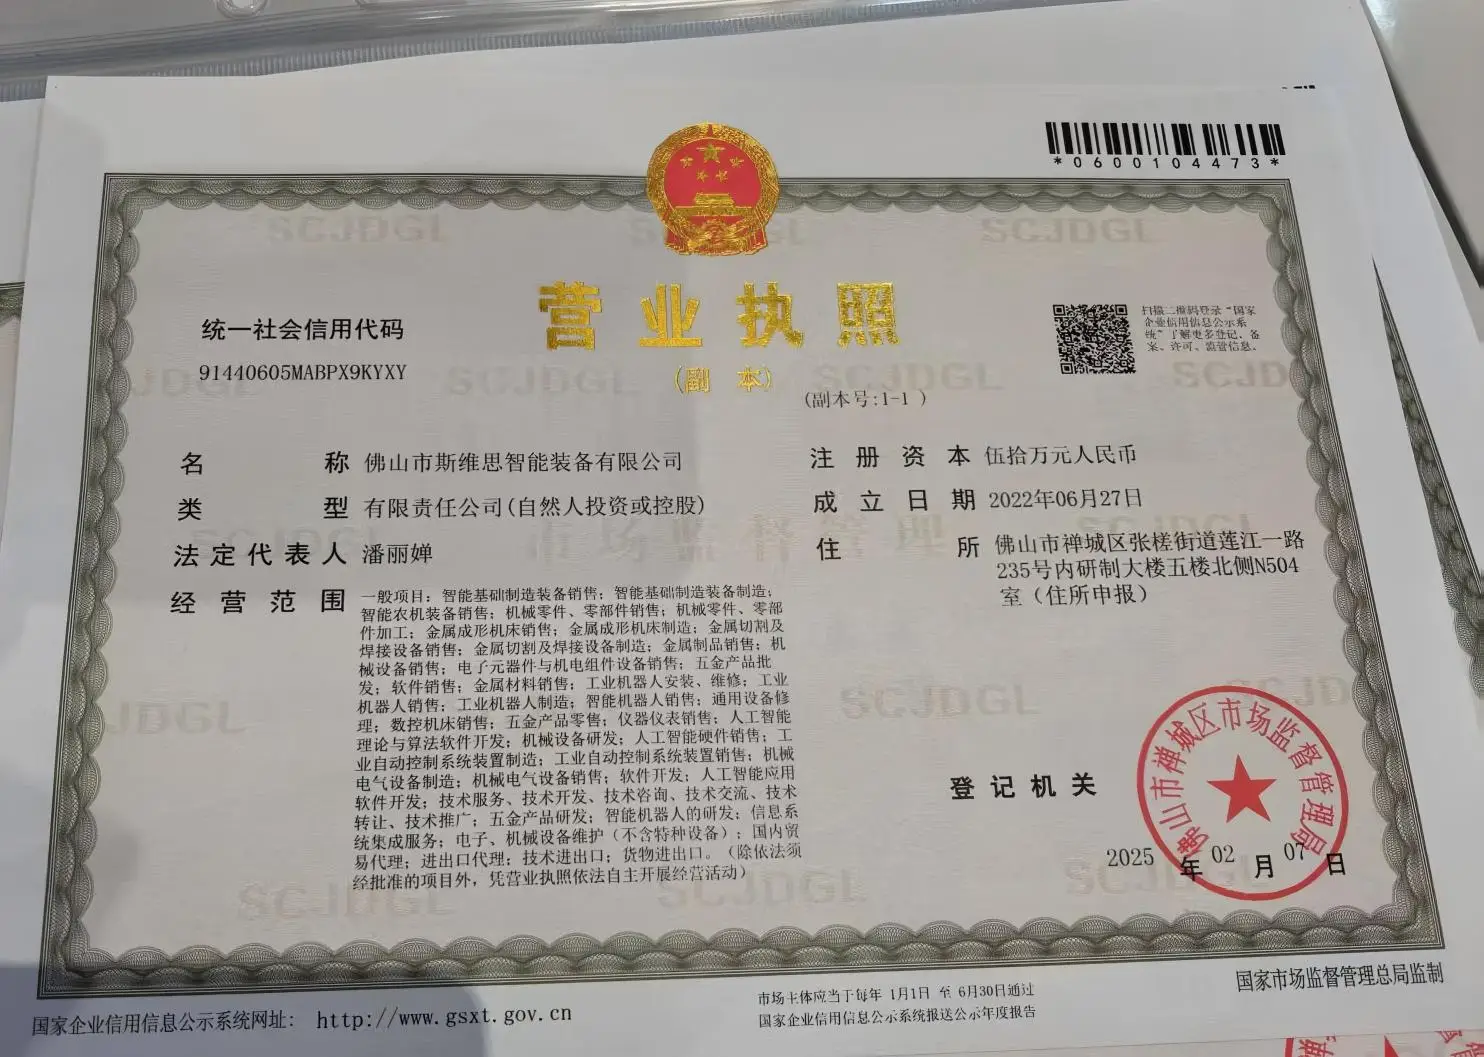 *0600104473*
营业执照
(副 本)
(副本号:1-1 )
统一社会信用代码
91440605MABPX9KYXY
扫描二维码登录“国家
企业信用信息公示系
统”了解更多登记、备
案、许可、监管信息。
名 称 佛山市斯维思智能装备有限公司
类 型 有限责任公司(自然人投资或控股)
法定代表人 潘丽婵
经营范围 一般项目:智能基础制造装备销售;智能基础制造装备制造;
智能农机装备销售;机械零件、零部件销售;机械零件、零部
件加工;金属成形机床销售;金属成形机床制造;金属切割及
焊接设备销售;金属切割及焊接设备制造;金属制品销售;机
械设备销售;电子元器件与机电组件设备销售;五金产品批
发;软件销售;金属材料销售;工业机器人安装、维修;工业
机器人销售;工业机器人制造;智能机器人销售;通用设备修
理;数控机床销售;五金产品零售;仪器仪表销售;人工智能
理论与算法软件开发;机械设备研发;人工智能硬件销售;工
业自动控制系统装置制造;工业自动控制系统装置销售;机械
电气设备制造;机械电气设备销售;软件开发;人工智能应用
软件开发;技术服务、技术开发、技术咨询、技术交流、技术
转让、技术推广;五金产品研发;智能机器人的研发;信息系
统集成服务;电子、机械设备维护(不含特种设备);国内贸
易代理;进出口代理;技术进出口;货物进出口。(除依法须
经批准的项目外,凭营业执照依法自主开展经营活动)
注册资本 伍拾万元人民币
成立日期 2022年06月27日
住 所 佛山市禅城区张槎街道莲江一路
235号内研制大楼五楼北侧N504
室(住所申报)
登记机关
佛山市禅城区市场监督管理局
2025 年 02 月 07 日
SCJDGL
市场监督管理
国家企业信用信息公示系统网址: http://www.gsxt.gov.cn
市场主体应当于每年 1月1日 至 6月30日通过
国家企业信用信息公示系统报送公示年度报告
国家市场监督管理总局监制